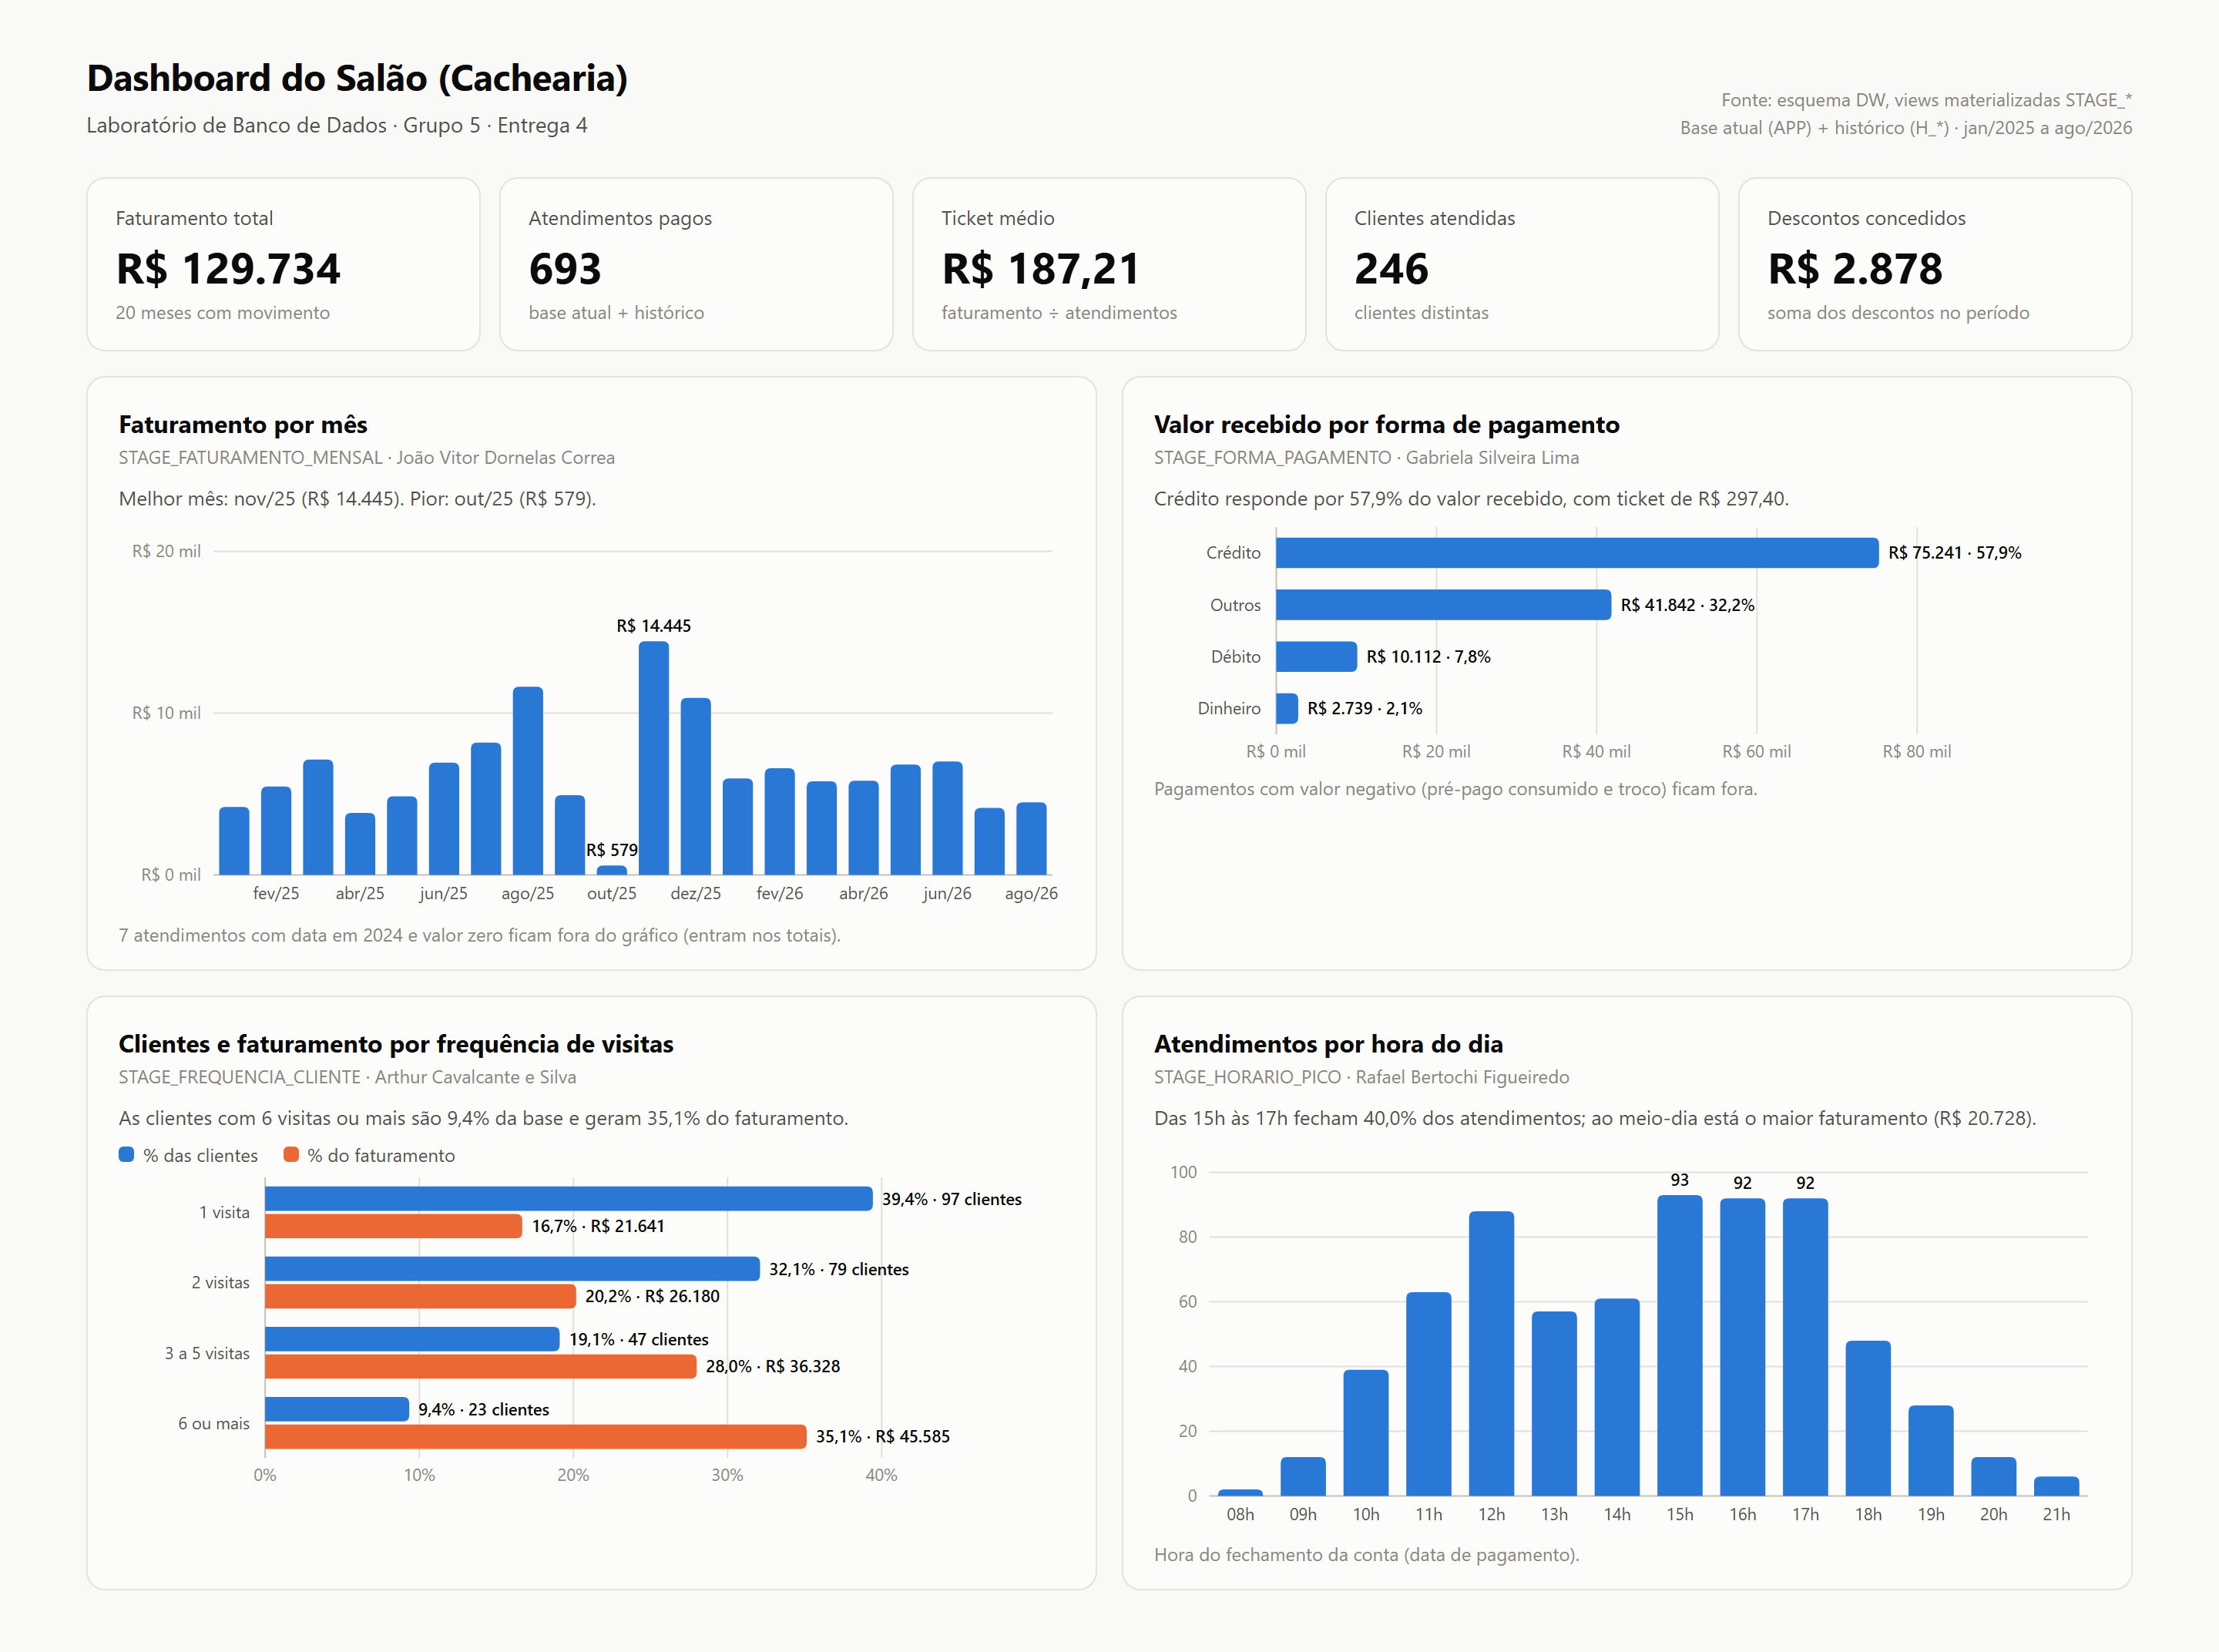 Dashboard do Salão (Cachearia)
Laboratório de Banco de Dados · Grupo 5 · Entrega 4
Fonte: esquema DW, views materializadas STAGE_*
Base atual (APP) + histórico (H_*) · jan/2025 a ago/2026
Faturamento total
R$ 129.734
20 meses com movimento
Atendimentos pagos
693
base atual + histórico
Ticket médio
R$ 187,21
faturamento ÷ atendimentos
Clientes atendidas
246
clientes distintas
Descontos concedidos
R$ 2.878
soma dos descontos no período
Faturamento por mês
STAGE_FATURAMENTO_MENSAL · João Vitor Dornelas Correa
Melhor mês: nov/25 (R$ 14.445). Pior: out/25 (R$ 579).
R$ 20 mil
R$ 14.445
R$ 10 mil
R$ 579
R$ 0 mil
fev/25 abr/25 jun/25 ago/25 out/25 dez/25 fev/26 abr/26 jun/26 ago/26
7 atendimentos com data em 2024 e valor zero ficam fora do gráfico (entram nos totais).
Valor recebido por forma de pagamento
STAGE_FORMA_PAGAMENTO · Gabriela Silveira Lima
Crédito responde por 57,9% do valor recebido, com ticket de R$ 297,40.
Crédito R$ 75.241 · 57,9%
Outros R$ 41.842 · 32,2%
Débito R$ 10.112 · 7,8%
Dinheiro R$ 2.739 · 2,1%
R$ 0 mil R$ 20 mil R$ 40 mil R$ 60 mil R$ 80 mil
Pagamentos com valor negativo (pré-pago consumido e troco) ficam fora.
Clientes e faturamento por frequência de visitas
STAGE_FREQUENCIA_CLIENTE · Arthur Cavalcante e Silva
As clientes com 6 visitas ou mais são 9,4% da base e geram 35,1% do faturamento.
% das clientes % do faturamento
39,4% · 97 clientes
1 visita
16,7% · R$ 21.641
32,1% · 79 clientes
2 visitas
20,2% · R$ 26.180
19,1% · 47 clientes
3 a 5 visitas
28,0% · R$ 36.328
9,4% · 23 clientes
6 ou mais
35,1% · R$ 45.585
0% 10% 20% 30% 40%
Atendimentos por hora do dia
STAGE_HORARIO_PICO · Rafael Bertochi Figueiredo
Das 15h às 17h fecham 40,0% dos atendimentos; ao meio-dia está o maior faturamento (R$ 20.728).
100
93 92 92
80
60
40
20
0
08h 09h 10h 11h 12h 13h 14h 15h 16h 17h 18h 19h 20h 21h
Hora do fechamento da conta (data de pagamento).